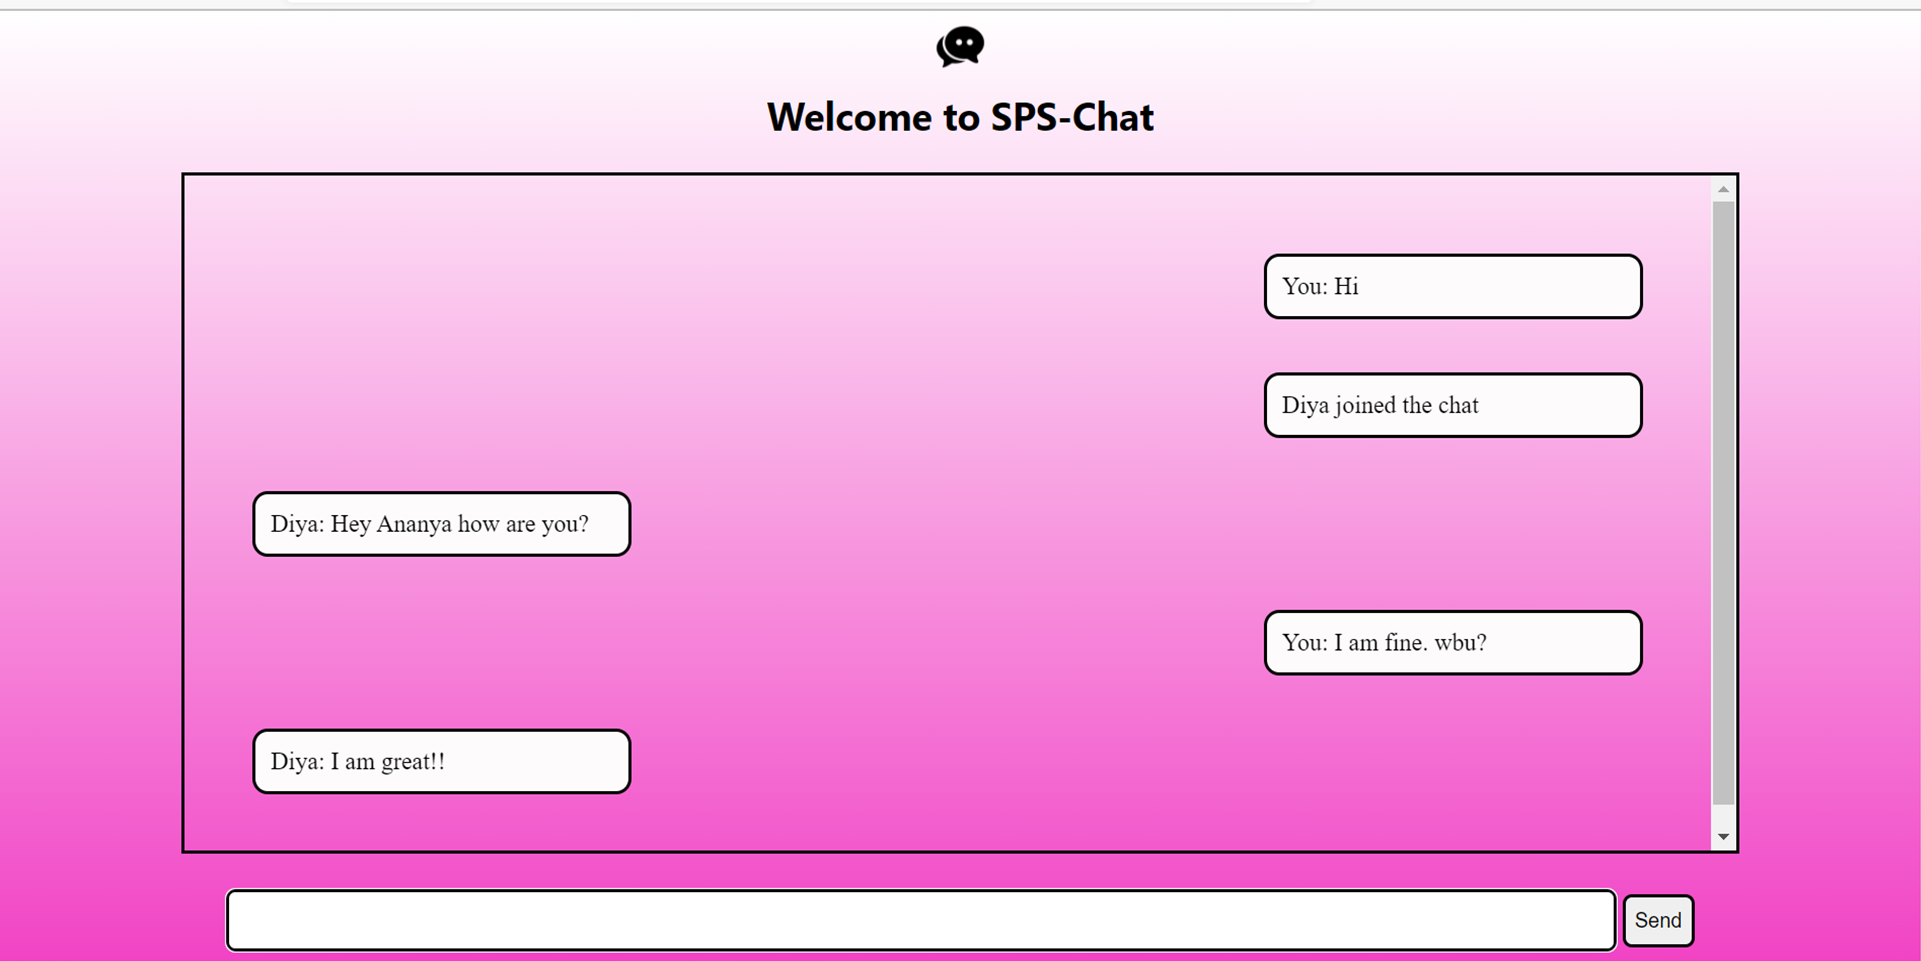 Welcome to SPS-Chat
You: Hi
Diya joined the chat
Diya: Hey Ananya how are you?
You: I am fine. wbu?
Diya: I am great!!
Send